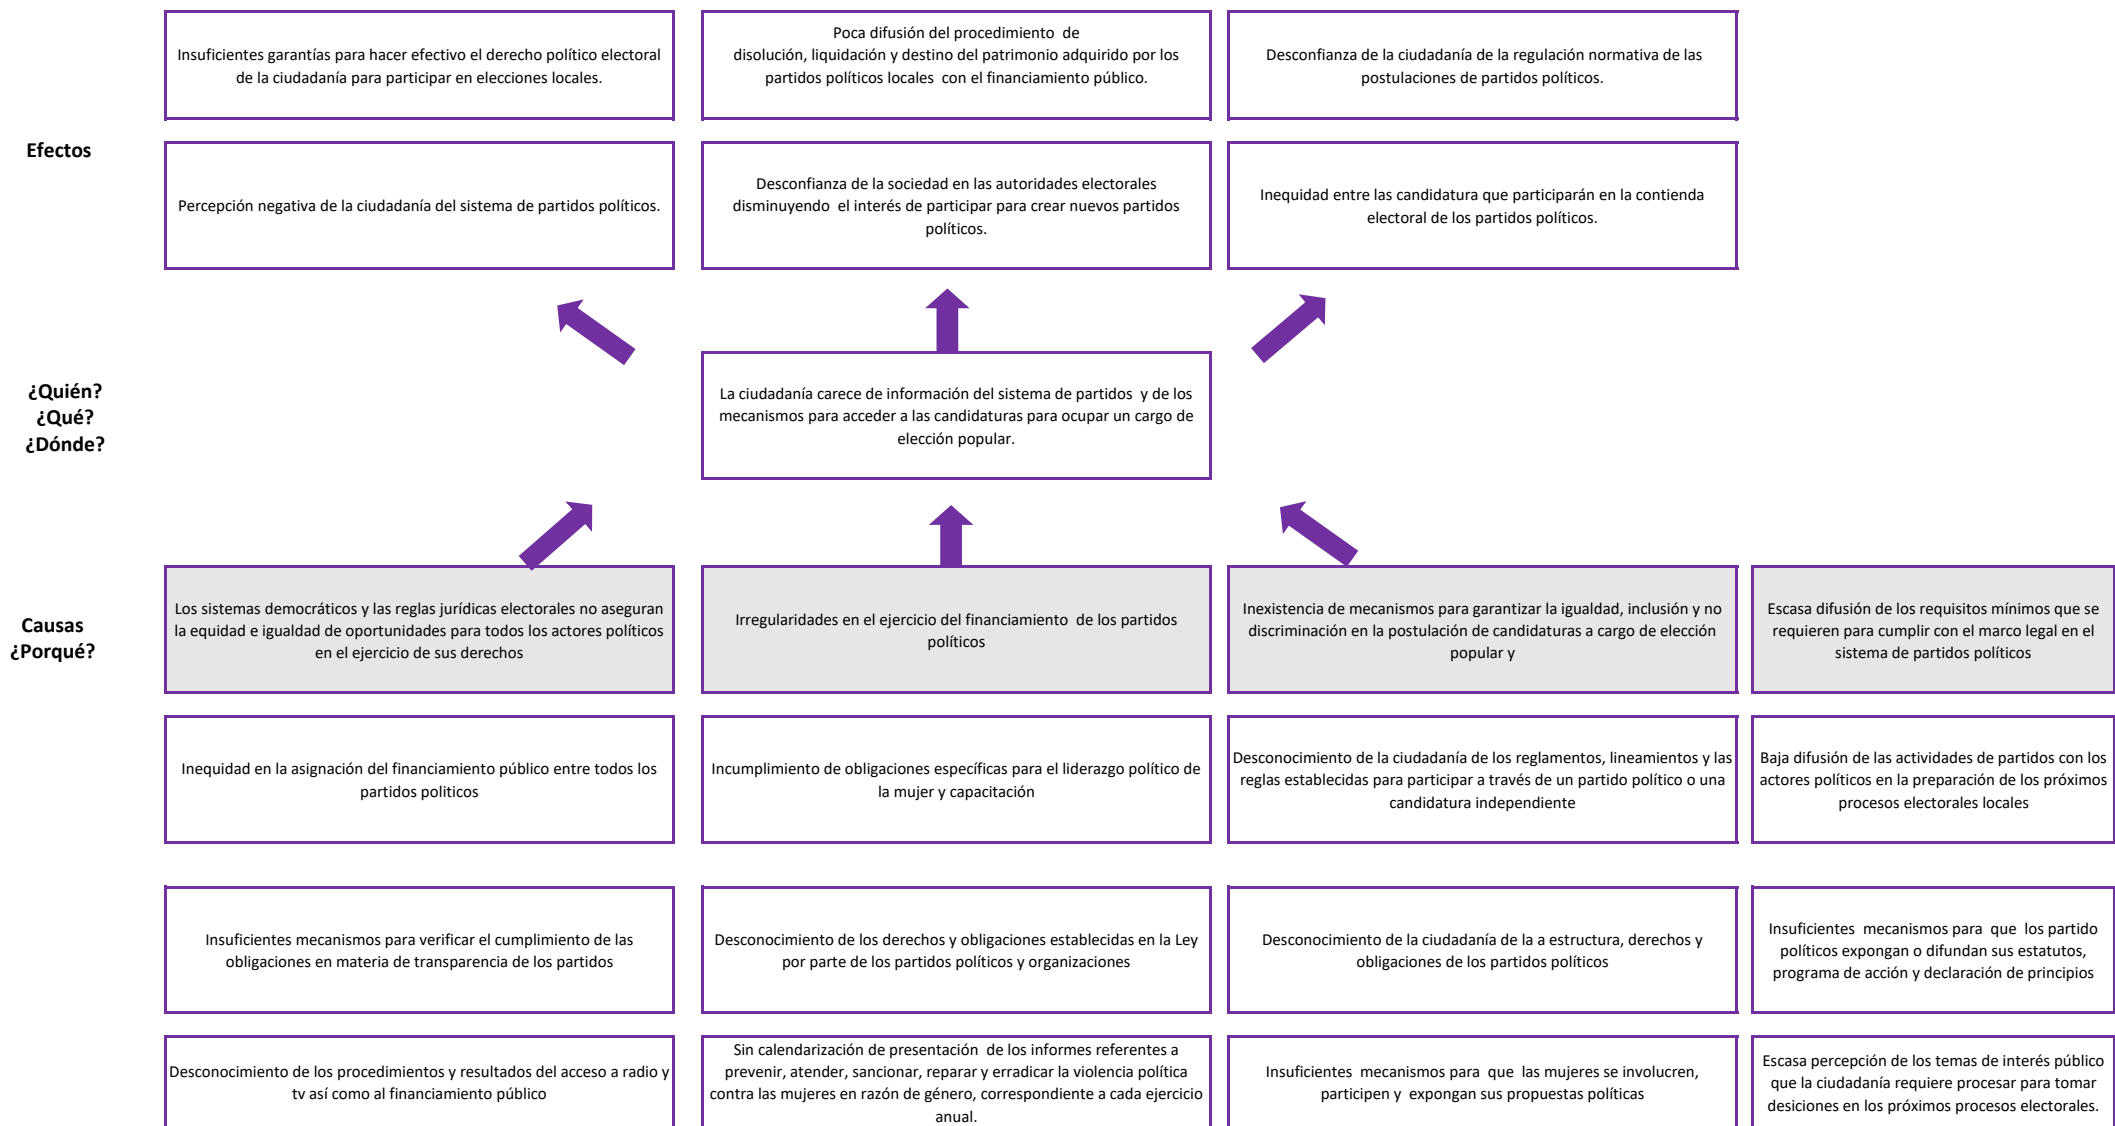 Insuficientes garantías para hacer efectivo el derecho político electoral
de la ciudadanía para participar en elecciones locales.
Poca difusión del procedimiento de
disolución, liquidación y destino del patrimonio adquirido por los
partidos políticos locales con el financiamiento público.
Desconfianza de la ciudadanía de la regulación normativa de las
postulaciones de partidos políticos.
Efectos
Percepción negativa de la ciudadanía del sistema de partidos políticos.
Desconfianza de la sociedad en las autoridades electorales
disminuyendo el interés de participar para crear nuevos partidos
políticos.
Inequidad entre las candidatura que participarán en la contienda
electoral de los partidos políticos.
¿Quién?
¿Qué?
¿Dónde?
La ciudadanía carece de información del sistema de partidos y de los
mecanismos para acceder a las candidaturas para ocupar un cargo de
elección popular.
Causas
¿Porqué?
Los sistemas democráticos y las reglas jurídicas electorales no aseguran
la equidad e igualdad de oportunidades para todos los actores políticos
en el ejercicio de sus derechos
Irregularidades en el ejercicio del financiamiento de los partidos
políticos
Inexistencia de mecanismos para garantizar la igualdad, inclusión y no
discriminación en la postulación de candidaturas a cargo de elección
popular y
Escasa difusión de los requisitos mínimos que se
requieren para cumplir con el marco legal en el
sistema de partidos políticos
Inequidad en la asignación del financiamiento público entre todos los
partidos politicos
Incumplimiento de obligaciones específicas para el liderazgo político de
la mujer y capacitación
Desconocimiento de la ciudadanía de los reglamentos, lineamientos y las
reglas establecidas para participar a través de un partido político o una
candidatura independiente
Baja difusión de las actividades de partidos con los
actores políticos en la preparación de los próximos
procesos electorales locales
Insuficientes mecanismos para verificar el cumplimiento de las
obligaciones en materia de transparencia de los partidos
Desconocimiento de los derechos y obligaciones establecidas en la Ley
por parte de los partidos políticos y organizaciones
Desconocimiento de la ciudadanía de la a estructura, derechos y
obligaciones de los partidos políticos
Insuficientes mecanismos para que los partido
políticos expongan o difundan sus estatutos,
programa de acción y declaración de principios
Desconocimiento de los procedimientos y resultados del acceso a radio y
tv así como al financiamiento público
Sin calendarización de presentación de los informes referentes a
prevenir, atender, sancionar, reparar y erradicar la violencia política
contra las mujeres en razón de género, correspondiente a cada ejercicio
anual.
Insuficientes mecanismos para que las mujeres se involucren,
participen y expongan sus propuestas políticas
Escasa percepción de los temas de interés público
que la ciudadanía requiere procesar para tomar
desiciones en los próximos procesos electorales.